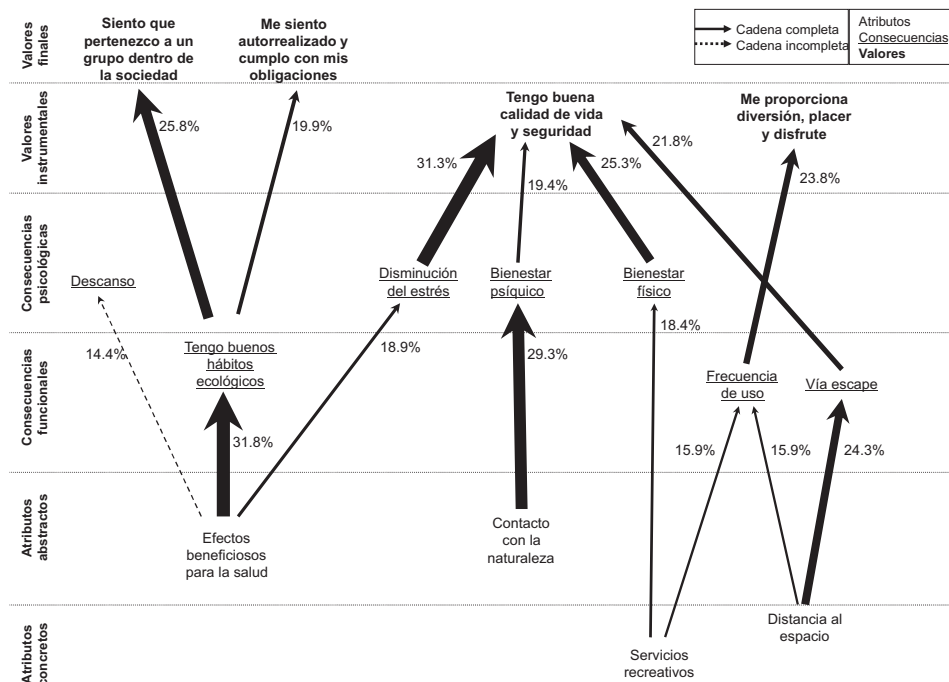 Valores
finales
Siento que
pertenezco a un
grupo dentro de
la sociedad
Me siento
autorrealizado y
cumplo con mis
obligaciones
Cadena completa
Cadena incompleta
Atributos
Consecuencias
Valores
Valores
instrumentales
25.8%
19.9%
Tengo buena
calidad de vida
y seguridad
Me proporciona
diversión, placer
y disfrute
31.3%
19.4%
25.3%
21.8%
23.8%
Consecuencias
psicológicas
Descanso
Disminución
del estrés
Bienestar
psíquico
Bienestar
físico
14.4%
18.9%
29.3%
18.4%
Consecuencias
funcionales
Tengo buenos
hábitos
ecológicos
Frecuencia
de uso
Vía escape
31.8%
15.9%
15.9%
24.3%
Atributos
abstractos
Efectos
beneficiosos
para la salud
Contacto
con la
naturaleza
Atributos
concretos
Distancia al
espacio
Servicios
recreativos